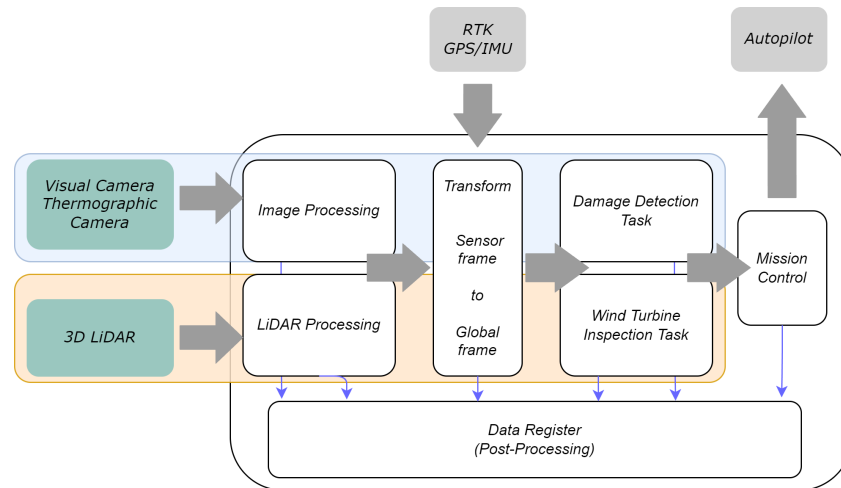 RTK
GPS/IMU
Autopilot
Visual Camera
Thermographic
Camera
Image Processing
Transform
Sensor
frame
to
Global
frame
Damage Detection
Task
Mission
Control
3D LiDAR
LiDAR Processing
Wind Turbine
Inspection Task
Data Register
(Post-Processing)